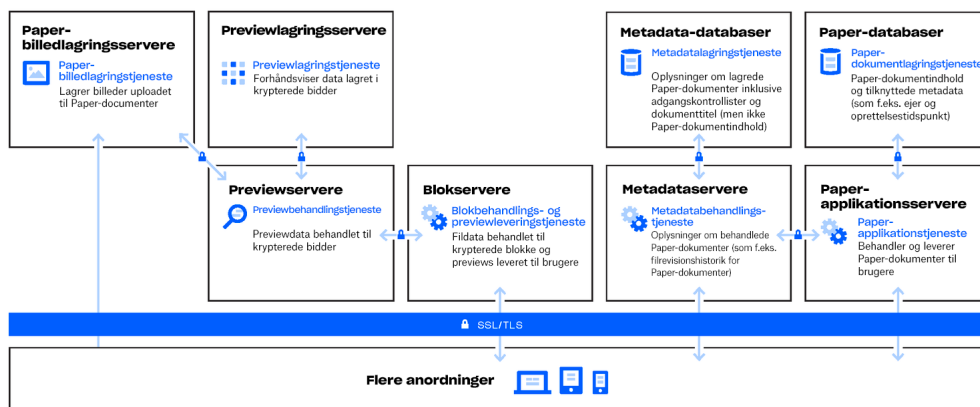 Paper-
billedlagringsservere
Paper-
billedlagringstjeneste
Lagrer billeder uploadet
til Paper-documenter
Previewlagringsservere
Previewlagringstjeneste
Forhåndsviser data lagret i
krypterede bidder
Metadata-databaser
Metadatalagringstjeneste
Oplysninger om lagrede
Paper-dokumenter inklusive
adgangskontrollister og
dokumenttitel (men ikke
Paper-dokumentindhold)
Paper-databaser
Paper-
dokumentlagringstjeneste
Paper-dokumentindhold
og tilknyttede metadata
(som f.eks. ejer og
oprettelsestidspunkt)
Previewservere
Previewbehandlingstjeneste
Previewdata behandlet til
krypterede bidder
Blokservere
Blokbehandlings- og
previewleveringstjeneste
Fildata behandlet til
krypterede blokke og
previews leveret til brugere
Metadataservere
Metadatabehandlings-
tjeneste
Oplysninger om behandlede
Paper-dokumenter (som f.eks.
filrevisionshistorik for
Paper-dokumenter)
Paper-
applikationsservere
Paper-
applikationstjeneste
Behandler og leverer
Paper-documenter til
brugere
SSL/TLS
Flere anordninger